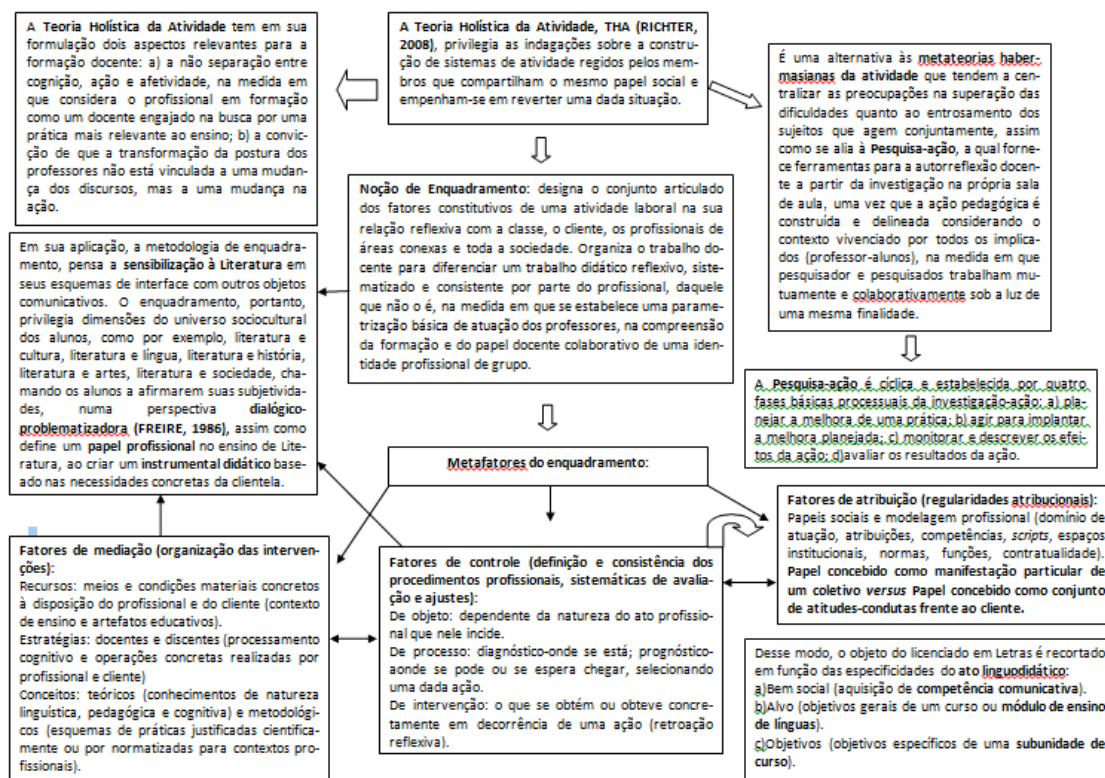 A Teoria Holística da Atividade tem em sua
formulação dois aspectos relevantes para a
formação docente: a) a não separação entre
cognição, ação e afetividade, na medida em
que considera o profissional em formação
como um docente engajado na busca por uma
prática mais relevante ao ensino; b) a convic-
ção de que a transformação da postura dos
professores não está vinculada a uma mudan-
ça dos discursos, mas a uma mudança na
ação.
A Teoria Holística da Atividade, THA (RICHTER,
2008), privilegia as indagações sobre a constru-
ção de sistemas de atividade regidos pelos mem-
bros que compartilham o mesmo papel social e
empenham-se em reverter uma dada situação.
É uma alternativa às metateorias haber-
masianas da atividade que tendem a cen-
tralizar as preocupações na superação das
dificuldades quanto ao entrosamento dos
sujeitos que agem conjuntamente, assim
como se alia à Pesquisa-ação, a qual forne-
ce ferramentas para a autorreflexão docen-
te a partir da investigação na própria sala
de aula, uma vez que a ação pedagógica é
construída e delineada considerando o
contexto vivenciado por todos os implica-
dos (professor-alunos), na medida em que
pesquisador e pesquisados trabalham mu-
tuamente e colaborativamente sob a luz de
uma mesma finalidade.
Noção de Enquadramento: designa o conjunto articulado
dos fatores constitutivos de uma atividade laboral na sua
relação reflexiva com a classe, o cliente, os profissionais de
áreas conexas e toda a sociedade. Organiza o trabalho do-
cente para diferenciar um trabalho didático reflexivo, siste-
matizado e consistente por parte do profissional, daquele
que não o é, na medida em que se estabelece uma parame-
trização básica de atuação dos professores, na compreensão
da formação e do papel docente colaborativo de uma iden-
tidade profissional de grupo.
Em sua aplicação, a metodologia de enquadra-
mento, pensa a sensibilização à Literatura em
seus esquemas de interface com outros objetos
comunicativos. O enquadramento, portanto,
privilegia dimensões do universo sociocultural
dos alunos, como por exemplo, literatura e
cultura, literatura e língua, literatura e história,
literatura e artes, literatura e sociedade, cha-
mando os alunos a afirmarem suas subjetivida-
des, numa perspectiva dialógico-
problematizadora (FREIRE, 1986), assim como
define um papel profissional no ensino de Lite-
ratura, ao criar um instrumental didático base-
ado nas necessidades concretas da clientela.
A Pesquisa-ação é cíclica e estabelecida por quatro
fases básicas processuais da investigação-ação: a) pla-
nejar a melhora de uma prática; b) agir para implantar
a melhora planejada; c) monitorar e descrever os efei-
tos da ação; d)avaliar os resultados da ação.
Metafatores do enquadramento:
Fatores de atribuição (regularidades atribucionais):
Papeis sociais e modelagem profissional (domínio de
atuação, atribuições, competências, scripts, espaços
institucionais, normas, funções, contratualidade).
Papel concebido como manifestação particular de
um coletivo versus Papel concebido como conjunto
de atitudes-condutas frente ao cliente.
Fatores de mediação (organização das interven-
ções):
Recursos: meios e condições materiais concretos
à disposição do profissional e do cliente (contexto
de ensino e artefatos educativos).
Estratégias: docentes e discentes (processamento
cognitivo e operações concretas realizadas por
profissional e cliente)
Conceitos: teóricos (conhecimentos de natureza
linguística, pedagógica e cognitiva) e metodológi-
cos (esquemas de práticas justificadas cientifica-
mente ou por normatizadas para contextos pro-
fissionais).
Fatores de controle (definição e consistência dos
procedimentos profissionais, sistemáticas de avalia-
ção e ajustes):
De objeto: dependente da natureza do ato profissio-
nal que nele incide.
De processo: diagnóstico-onde se está; prognóstico-
aonde se pode ou se espera chegar, selecionando
uma dada ação.
De intervenção: o que se obtém ou obteve concre-
tamente em decorrência de uma ação (retroação
reflexiva).
Desse modo, o objeto do licenciado em Letras é recortado
em função das especificidades do ato linguodidático:
a)Bem social (aquisição de competência comunicativa).
b)Alvo (objetivos gerais de um curso ou módulo de ensino
de línguas).
c)Objetivos (objetivos específicos de uma subunidade de
curso).